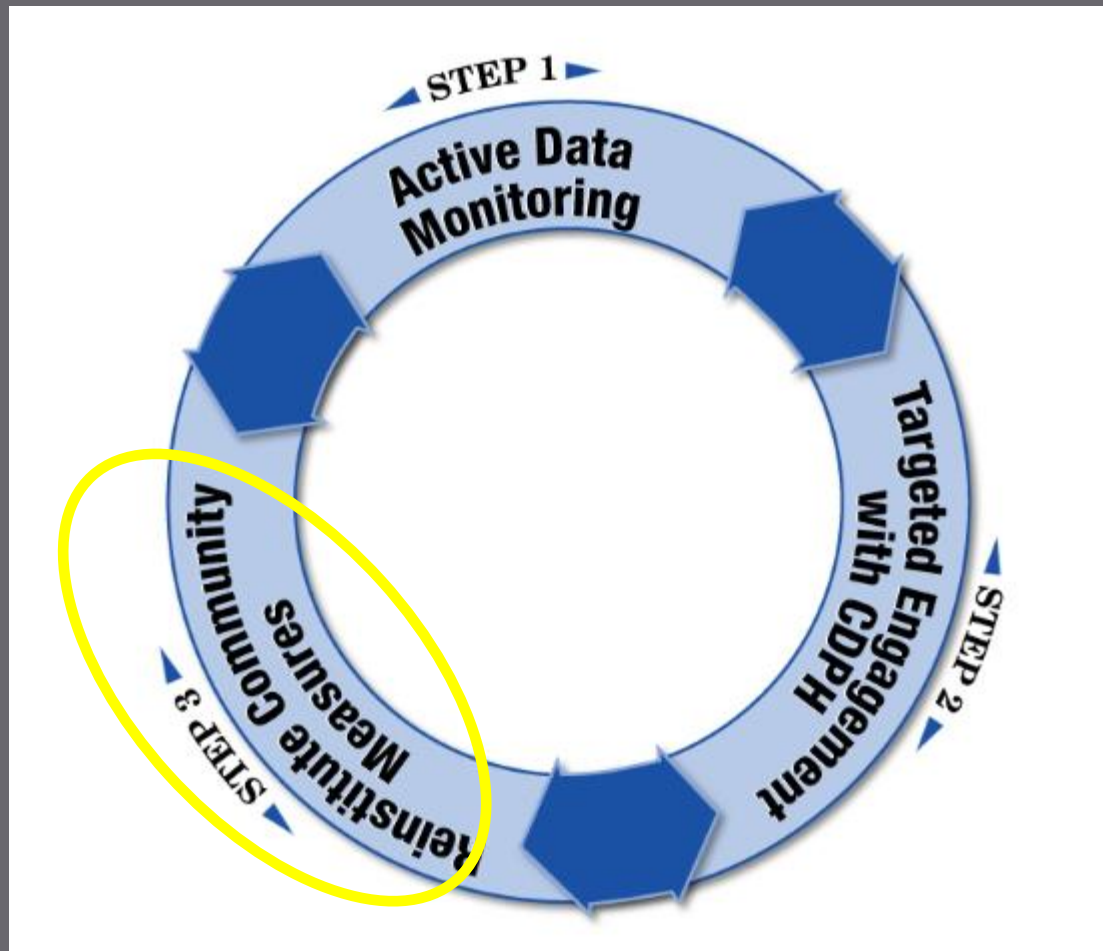 STEP 1
Active Data
Monitoring
Targeted Engagement
with CDPH
STEP 2
Reinstitute Community
Measures
STEP 3